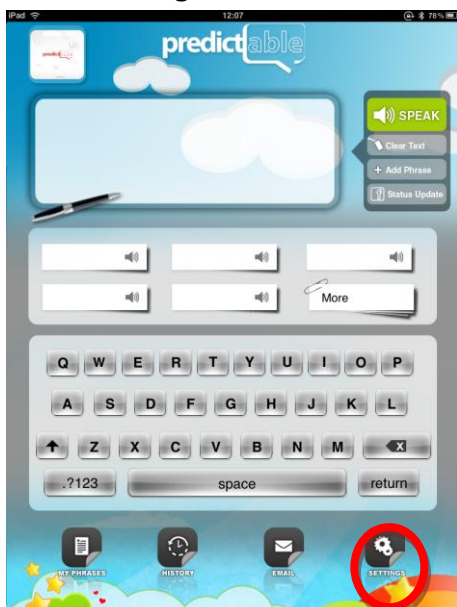 iPad 12:07 78%
predictable
predictable
SPEAK
Clear Text
+ Add Phrase
Status Update
More
Q W E R T Y U I O P
A S D F G H J K L
Z X C V B N M
.?123 space return
MY PHRASES HISTORY EMAIL SETTINGS